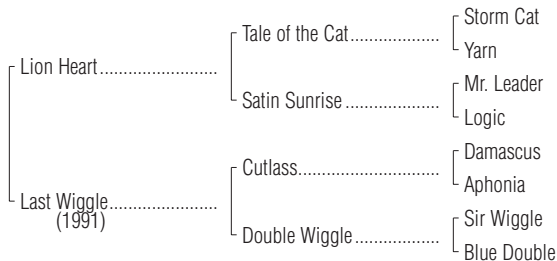 Storm Cat
Tale of the Cat....................
Yarn
Lion Heart..........................
Mr. Leader
Satin Sunrise.....................
Logic
Damascus
Cutlass................................
Aphonia
Last Wiggle........................
(1991)
Sir Wiggle
Double Wiggle...................
Blue Double